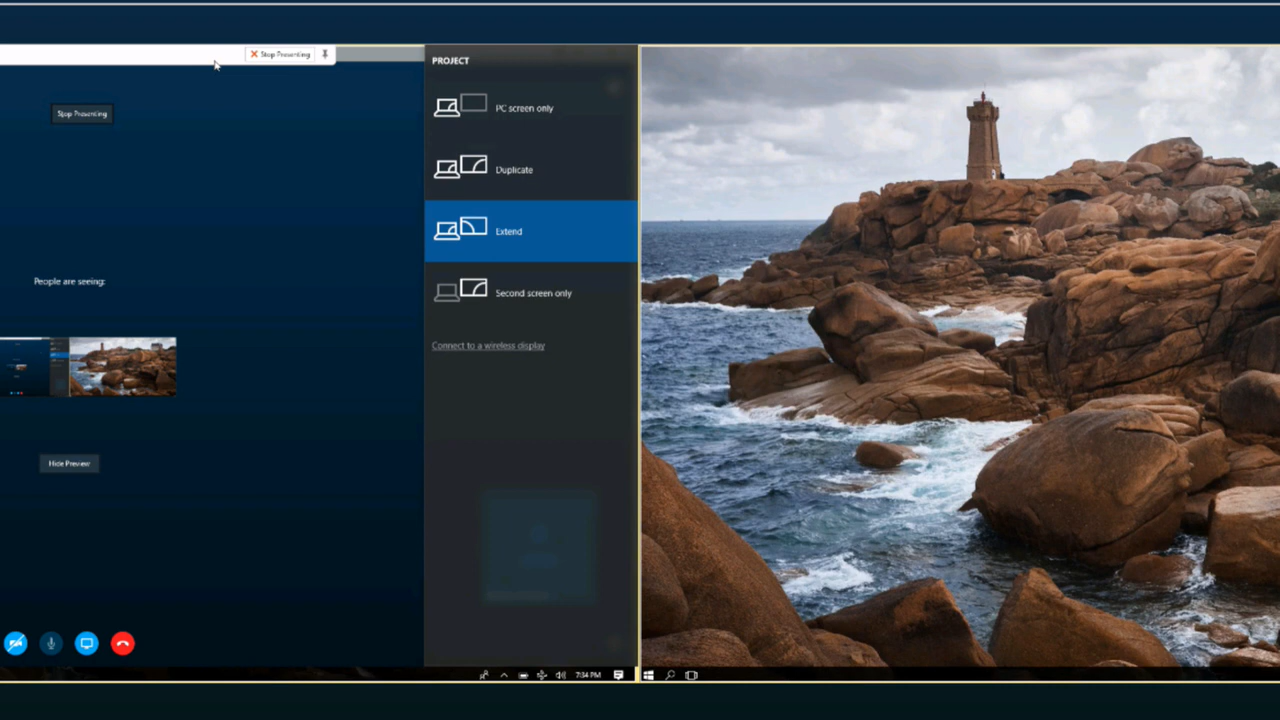 Stop Presenting
Stop Presenting
People are seeing:
Hide Preview
PROJECT
PC screen only
Duplicate
Extend
Second screen only
Connect to a wireless display
7:34 PM